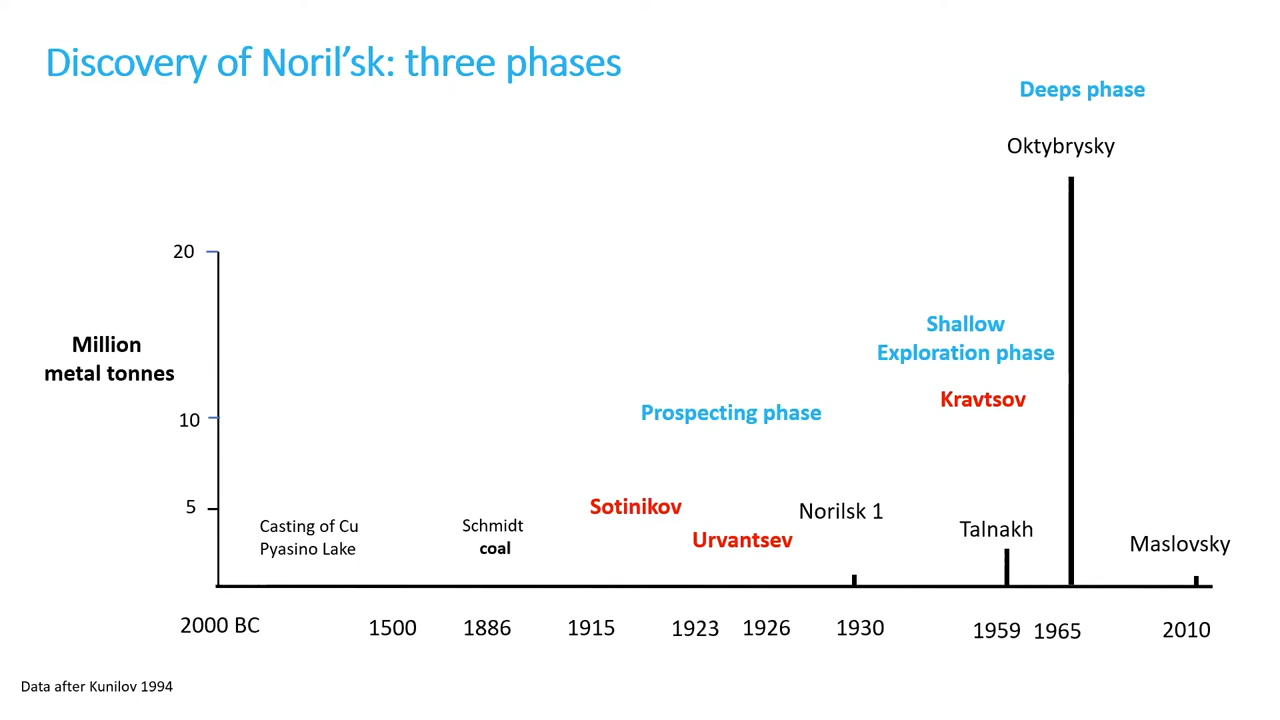 Discovery of Noril’sk: three phases
Deeps phase
Oktybrysky
20
Million
metal tonnes
Shallow
Exploration phase
Kravtsov
Prospecting phase
10
5
Sotinikov
Urvantsev
Norilsk 1
Casting of Cu
Pyasino Lake
Schmidt
coal
Talnakh
Maslovsky
2000 BC
1500
1886
1915
1923
1926
1930
1959
1965
2010
Data after Kunilov 1994